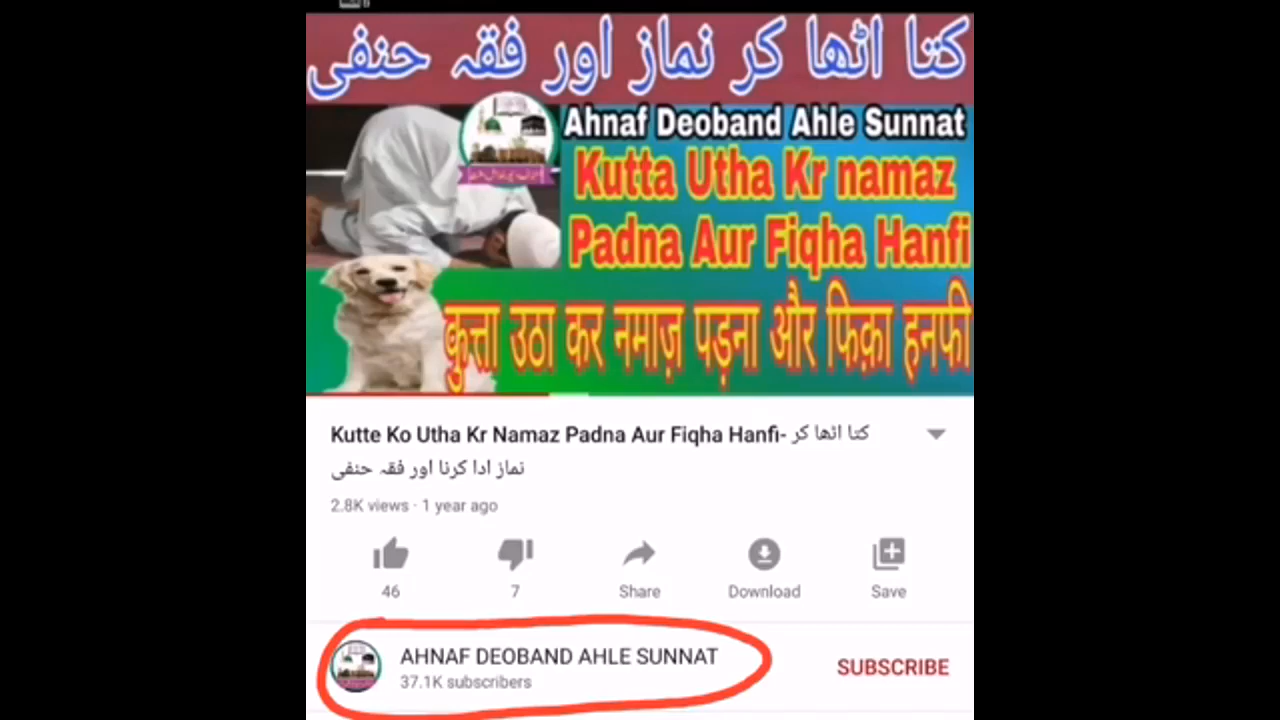 کتا اٹھا کر نماز اور فقہ حنفی
Ahnaf Deoband Ahle Sunnat
Kutta Utha Kr namaz
Padna Aur Fiqha Hanfi
कुत्ता उठा कर नमाज़ पड़ना और फिक़ा हनफी
Kutte Ko Utha Kr Namaz Padna Aur Fiqha Hanfi- کتا اٹھا کر
نماز ادا کرنا اور فقہ حنفی
2.8K views · 1 year ago
46 7 Share Download Save
AHNAF DEOBAND AHLE SUNNAT
37.1K subscribers
SUBSCRIBE